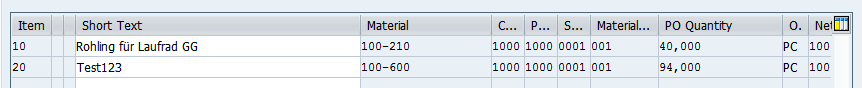 Item Short Text Material C... P... S... Material... PO Quantity O. Net
10 Rohling für Laufrad GG 100-210 1000 1000 0001 001 40,000 PC 100
20 Test123 100-600 1000 1000 0001 001 94,000 PC 100